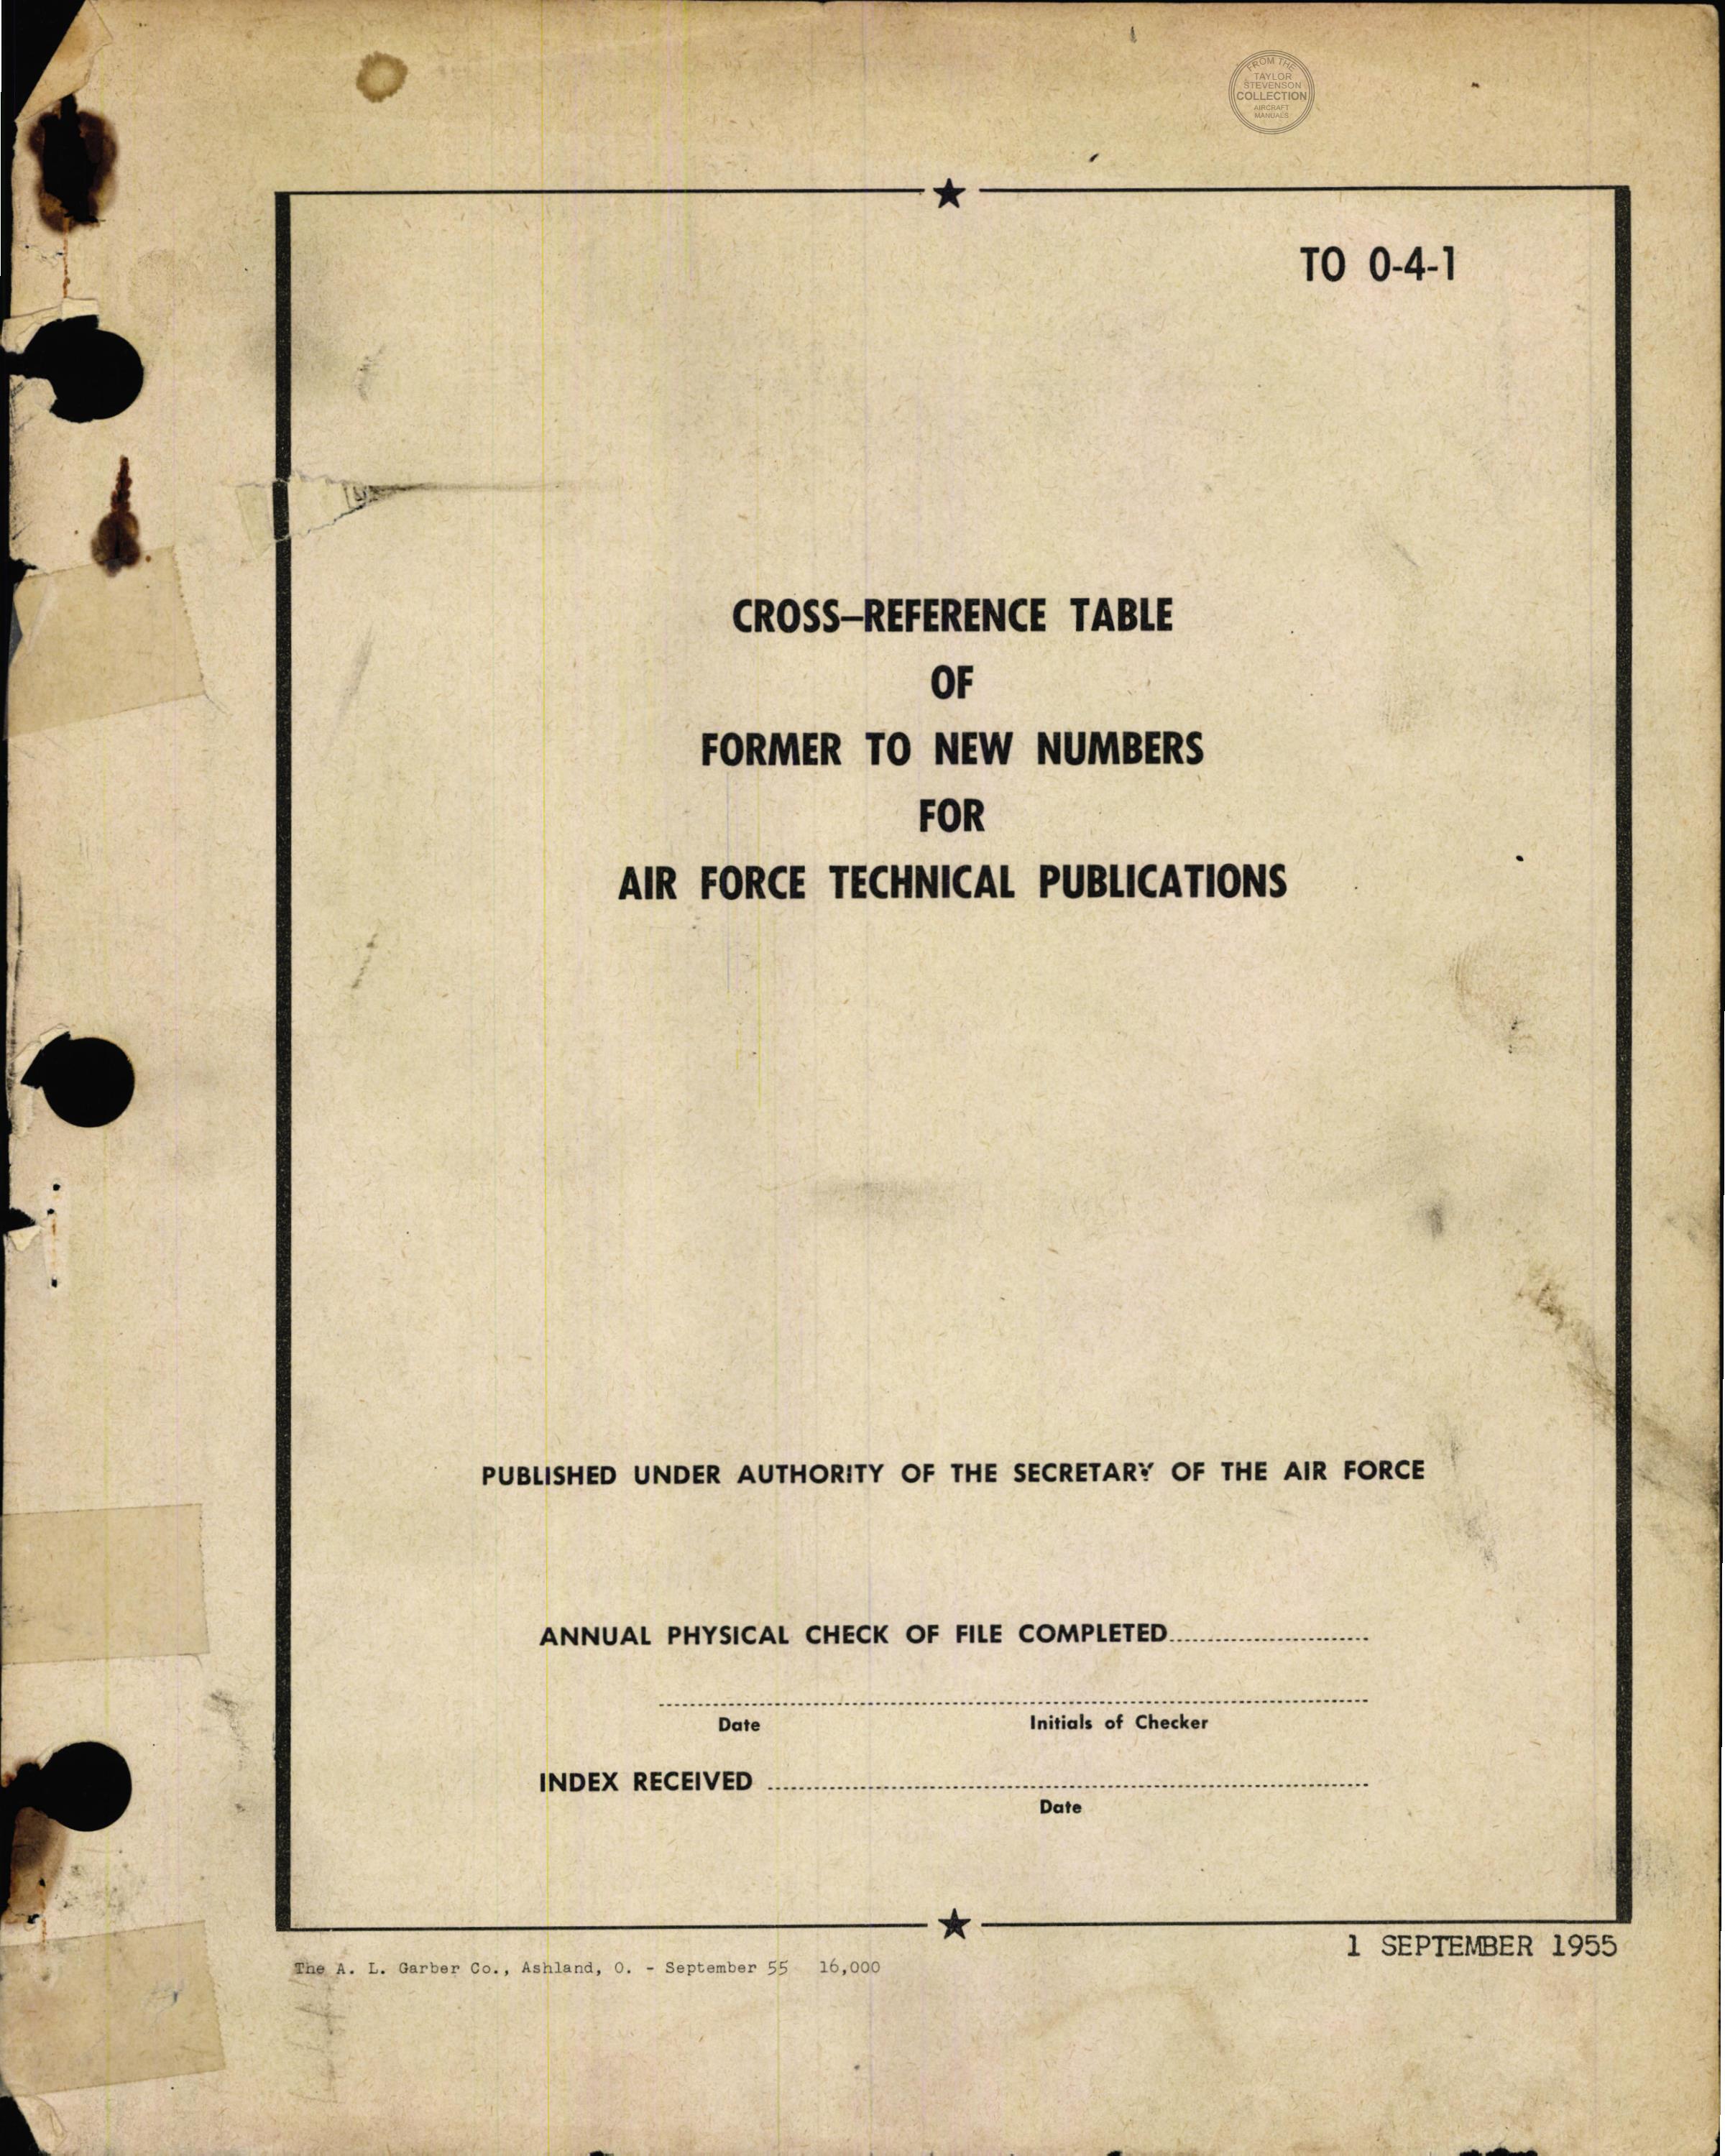 FROM THE
TAYLOR
STEVENSON
COLLECTION
AIRCRAFT
MANUALS
TO 0-4-1
CROSS–REFERENCE TABLE
OF
FORMER TO NEW NUMBERS
FOR
AIR FORCE TECHNICAL PUBLICATIONS
PUBLISHED UNDER AUTHORITY OF THE SECRETARY OF THE AIR FORCE
ANNUAL PHYSICAL CHECK OF FILE COMPLETED
Date Initials of Checker
INDEX RECEIVED
Date
1 SEPTEMBER 1955
The A. L. Garber Co., Ashland, O. - September 55 16,000